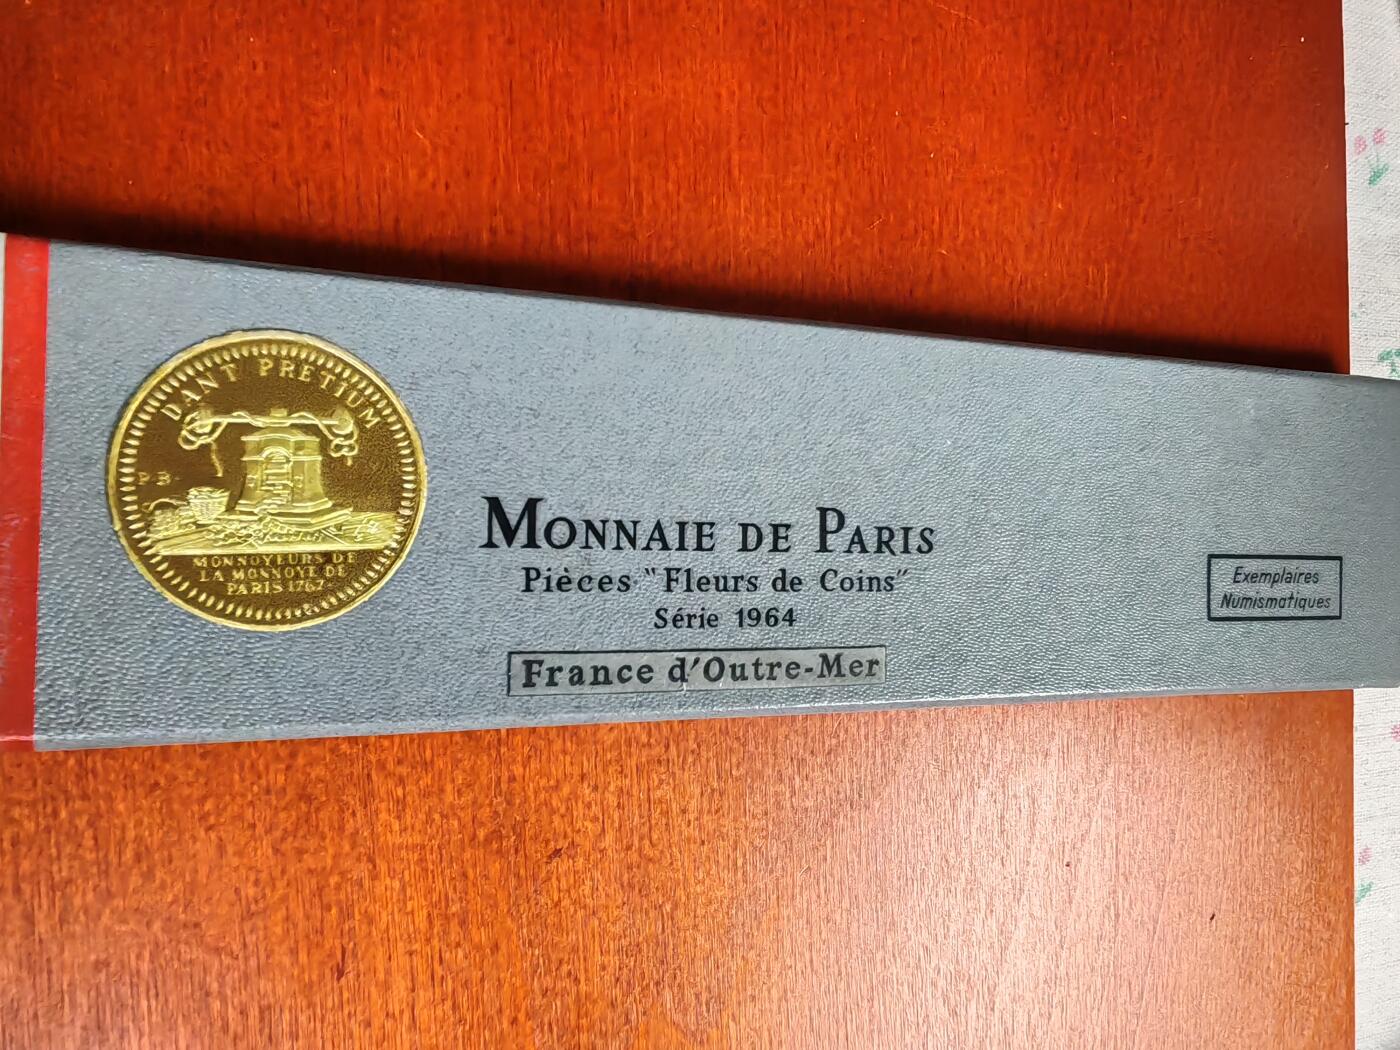 DANT PRETIUM
P.B.
MONNOYEURS DE
LA MONNOYE DE
PARIS 1767
MONNAIE DE PARIS
Pièces "Fleurs de Coins"
Série 1964
France d'Outre-Mer
Exemplaires
Numismatiques